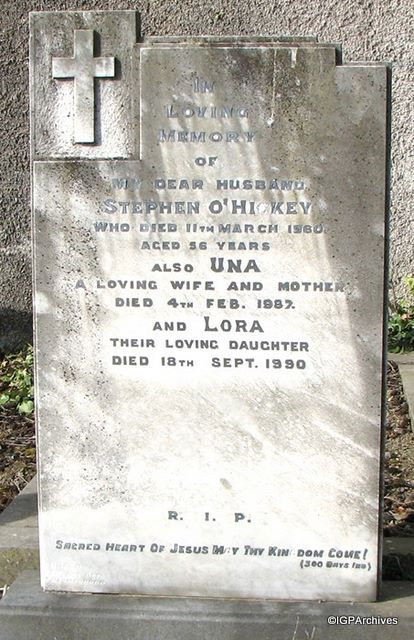 IN
LOVING
MEMORY
OF
MY DEAR HUSBAND
STEPHEN O'HICKEY
WHO DIED 11TH MARCH 1960.
AGED 56 YEARS
ALSO UNA
A LOVING WIFE AND MOTHER
DIED 4TH FEB. 1987.
AND LORA
THEIR LOVING DAUGHTER
DIED 18TH SEPT. 1990
R. I. P.
SACRED HEART OF JESUS MAY THY KINGDOM COME!
(300 DAYS IND)
©IGPArchives